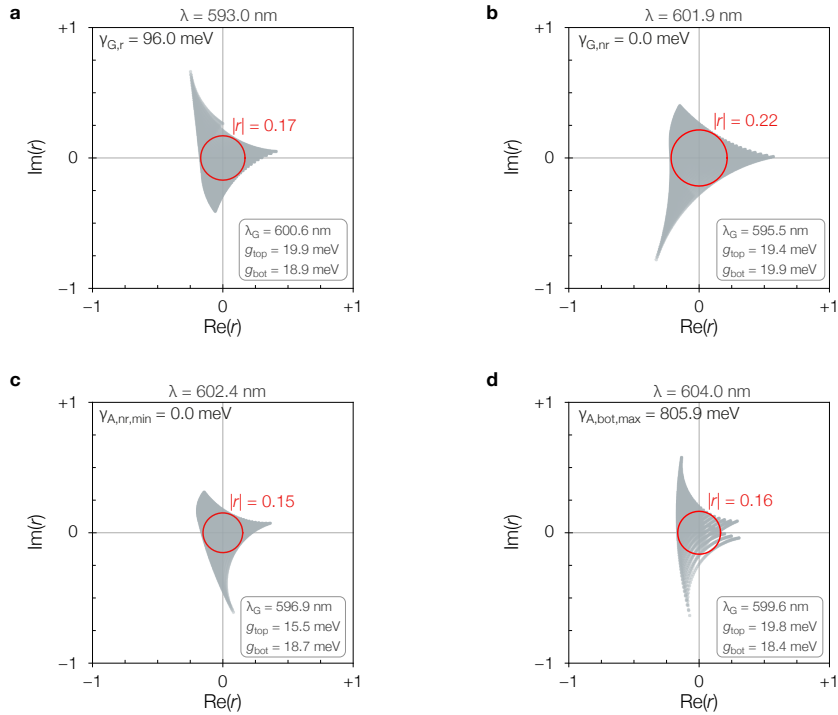 a
λ = 593.0 nm
+1
γG,r = 96.0 meV
|r| = 0.17
Im(r)
0
λG = 600.6 nm
gtop = 19.9 meV
gbot = 18.9 meV
−1
−1
0
+1
Re(r)
b
λ = 601.9 nm
+1
γG,nr = 0.0 meV
|r| = 0.22
Im(r)
0
λG = 595.5 nm
gtop = 19.4 meV
gbot = 19.9 meV
−1
−1
0
+1
Re(r)
c
λ = 602.4 nm
+1
γA,nr,min = 0.0 meV
|r| = 0.15
Im(r)
0
λG = 596.9 nm
gtop = 15.5 meV
gbot = 18.7 meV
−1
−1
0
+1
Re(r)
d
λ = 604.0 nm
+1
γA,bot,max = 805.9 meV
|r| = 0.16
Im(r)
0
λG = 599.6 nm
gtop = 19.8 meV
gbot = 18.4 meV
−1
−1
0
+1
Re(r)